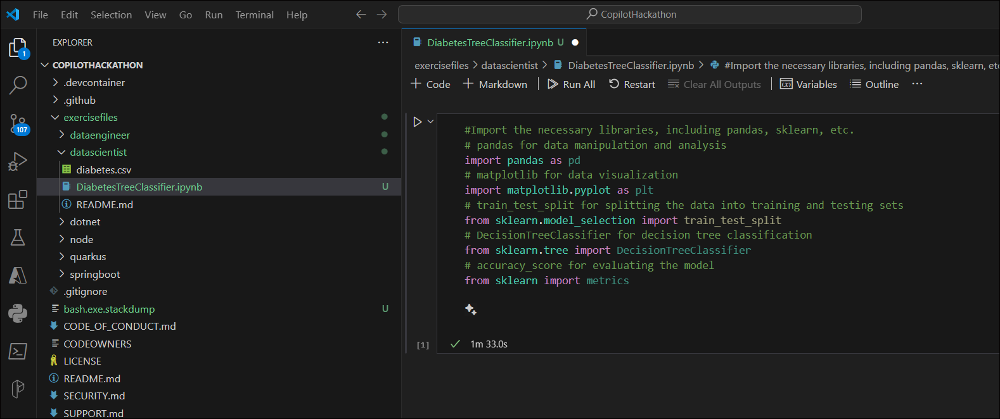 File Edit Selection View Go Run Terminal Help
CopilotHackathon
1
107
EXPLORER
COPILOTHACKATHON
.devcontainer
.github
exercisefiles
dataengineer
datascientist
diabetes.csv
DiabetesTreeClassifier.ipynb U
README.md
dotnet
node
quarkus
springboot
.gitignore
bash.exe.stackdump U
CODE_OF_CONDUCT.md
CODEOWNERS
LICENSE
README.md
SECURITY.md
SUPPORT.md
DiabetesTreeClassifier.ipynb U
exercisefiles > datascientist > DiabetesTreeClassifier.ipynb > #Import the necessary libraries, including pandas, sklearn, etc
+ Code + Markdown Run All Restart Clear All Outputs Variables Outline ...
#Import the necessary libraries, including pandas, sklearn, etc.
# pandas for data manipulation and analysis
import pandas as pd
# matplotlib for data visualization
import matplotlib.pyplot as plt
# train_test_split for splitting the data into training and testing sets
from sklearn.model_selection import train_test_split
# DecisionTreeClassifier for decision tree classification
from sklearn.tree import DecisionTreeClassifier
# accuracy_score for evaluating the model
from sklearn import metrics
[1] 1m 33.0s